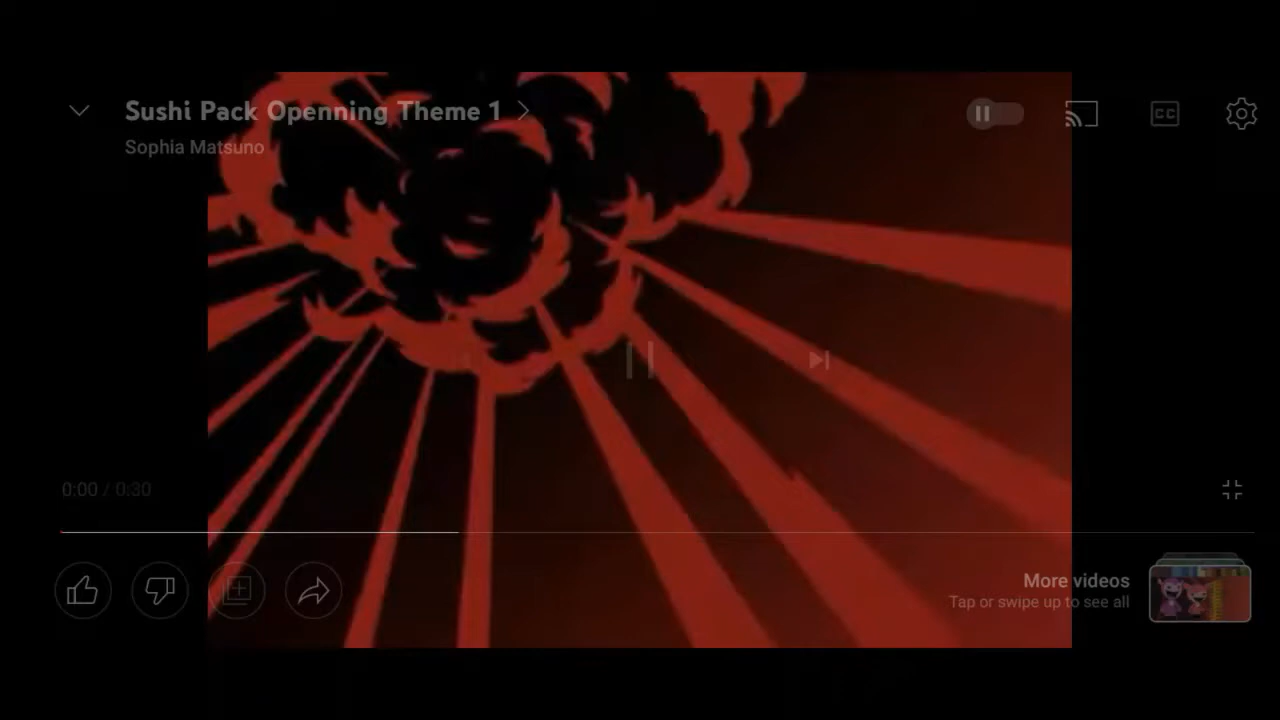 Sushi Pack Openning Theme 1
Sophia Matsuno
CC
0:00 / 0:30
More videos
Tap or swipe up to see all